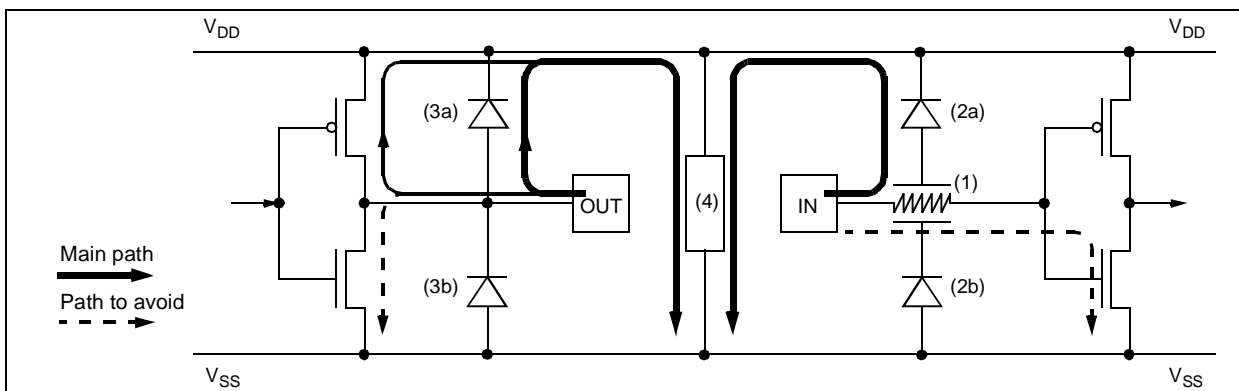 V_DD V_DD
(3a) (2a)
(1)
OUT (4) IN
Main path
(3b) (2b)
Path to avoid
V_SS V_SS